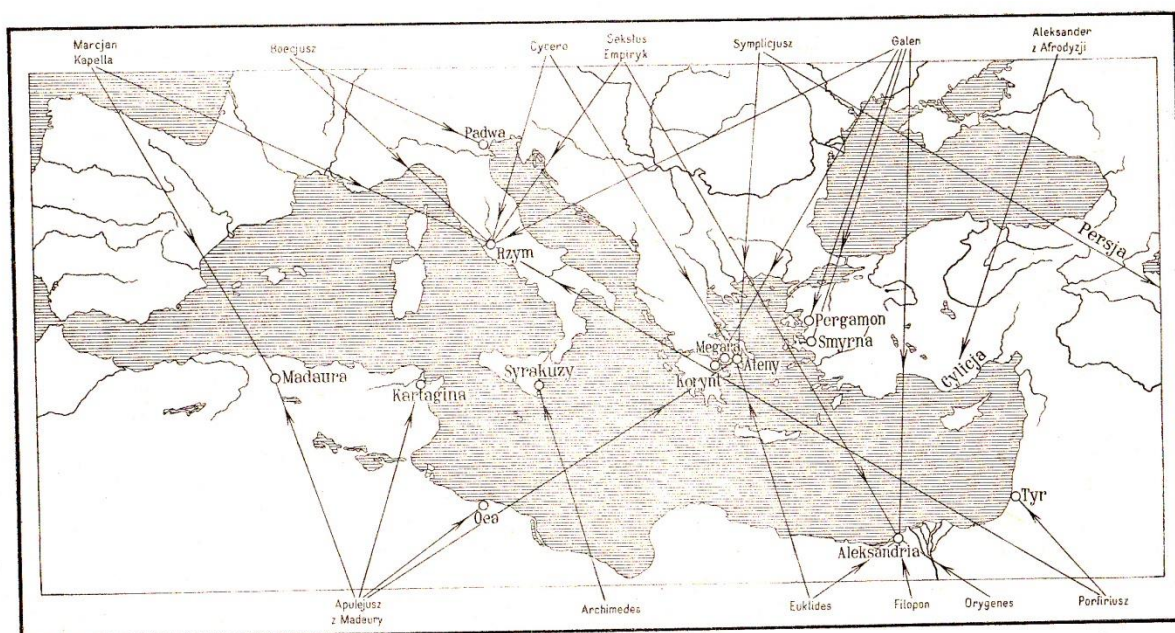 Marcjan
Kapella
Boecjusz
Cycero
Sekstus
Empiryk
Symplicjusz
Galen
Aleksander
z Afrodyzji
Padwa
Rzym
Persja
Pergamon
Smyrna
Megara
Ateny
Korynt
Cylicja
Madaura
Kartagina
Syrakuzy
Oea
Tyr
Aleksandria
Apulejusz
z Madaury
Archimedes
Euklides
Filopon
Orygenes
Porfiriusz